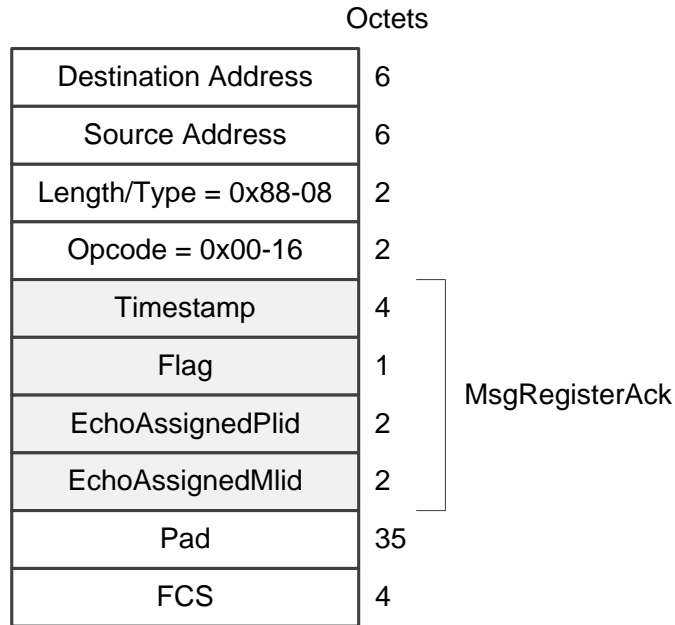 Octets
Destination Address 6
Source Address 6
Length/Type = 0x88-08 2
Opcode = 0x00-16 2
Timestamp 4
Flag 1
EchoAssignedPlid 2
EchoAssignedMlid 2
MsgRegisterAck
Pad 35
FCS 4